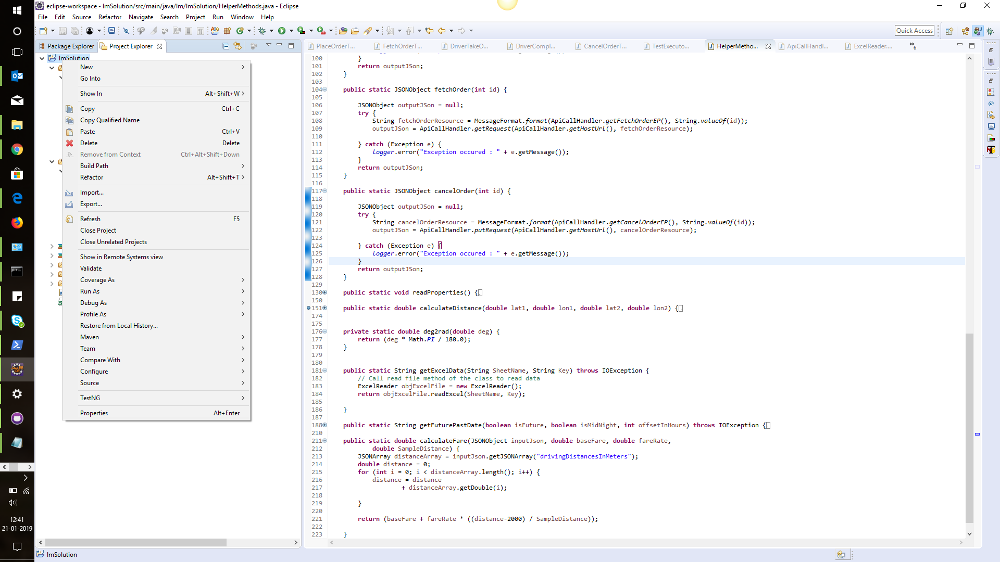 eclipse-workspace - lmSolution/src/main/java/lm/lmSolution/HelperMethods.java - Eclipse
File Edit Source Refactor Navigate Search Project Run Window Help
Quick Access
Package Explorer Project Explorer
PlaceOrderT... FetchOrderT... DriverTakeO... DriverCompl... CancelOrderT... TestExecuto... HelperMetho... ApiCallHandl... ExcelReader.... »6
lmSolution
New
Go Into
Show In Alt+Shift+W
Copy Ctrl+C
Copy Qualified Name
Paste Ctrl+V
Delete Delete
Remove from Context Ctrl+Alt+Shift+Down
Build Path
Refactor Alt+Shift+T
Import...
Export...
Refresh F5
Close Project
Close Unrelated Projects
Show in Remote Systems view
Validate
Coverage As
Run As
Debug As
Profile As
Restore from Local History...
Maven
Team
Compare With
Configure
Source
TestNG
Properties Alt+Enter
100 }
101 return outputJSon;
102 }
103
104 public static JSONObject fetchOrder(int id) {
105
106 JSONObject outputJSon = null;
107 try {
108 String fetchOrderResource = MessageFormat.format(ApiCallHandler.getFetchOrderEP(), String.valueOf(id));
109 outputJSon = ApiCallHandler.getRequest(ApiCallHandler.getHostUrl(), fetchOrderResource);
110
111 } catch (Exception e) {
112 logger.error("Exception occured : " + e.getMessage());
113 }
114 return outputJSon;
115 }
116
117 public static JSONObject cancelOrder(int id) {
118
119 JSONObject outputJSon = null;
120 try {
121 String cancelOrderResource = MessageFormat.format(ApiCallHandler.getCancelOrderEP(), String.valueOf(id));
122 outputJSon = ApiCallHandler.putRequest(ApiCallHandler.getHostUrl(), cancelOrderResource);
123
124 } catch (Exception e) {
125 logger.error("Exception occured : " + e.getMessage());
126 }
127 return outputJSon;
128 }
129
130 public static void readProperties() {
150
151 public static double calculateDistance(double lat1, double lon1, double lat2, double lon2) {
174
175
176 private static double deg2rad(double deg) {
177 return (deg * Math.PI / 180.0);
178 }
179
180
181 public static String getExcelData(String SheetName, String Key) throws IOException {
182 // Call read file method of the class to read data
183 ExcelReader objExcelFile = new ExcelReader();
184 return objExcelFile.readExcel(SheetName, Key);
185
186 }
187
188 public static String getFuturePastDate(boolean isFuture, boolean isMidNight, int offsetInHours) throws IOException {
210
211 public static double calculateFare(JSONObject inputJson, double baseFare, double fareRate,
212 double SampleDistance) {
213 JSONArray distanceArray = inputJson.getJSONArray("drivingDistancesInMeters");
214 double distance = 0;
215 for (int i = 0; i < distanceArray.length(); i++) {
216 distance = distance
217 + distanceArray.getDouble(i);
218
219 }
220
221 return (baseFare + fareRate * ((distance-2000) / SampleDistance));
222
223 }
12:41
21-01-2019
lmSolution